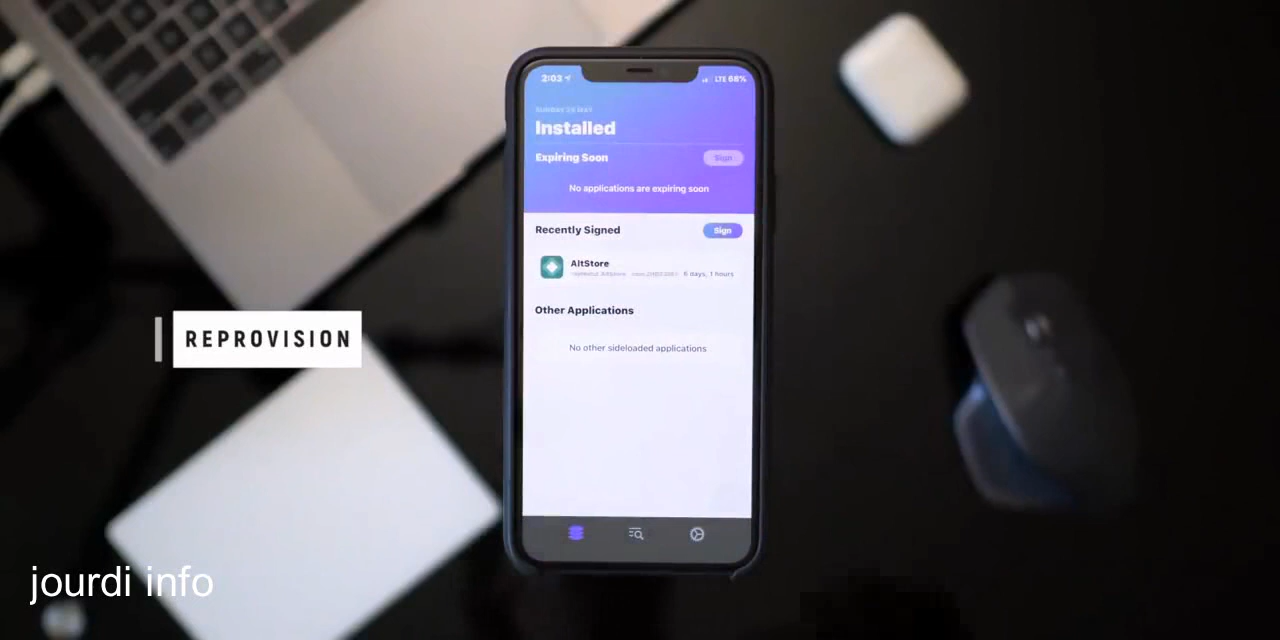 2:03
LTE 68%
Installed
Expiring Soon
Sign
No applications are expiring soon
Recently Signed
Sign
AltStore
6 days, 1 hours
Other Applications
No other sideloaded applications
REPROVISION
jourdi info